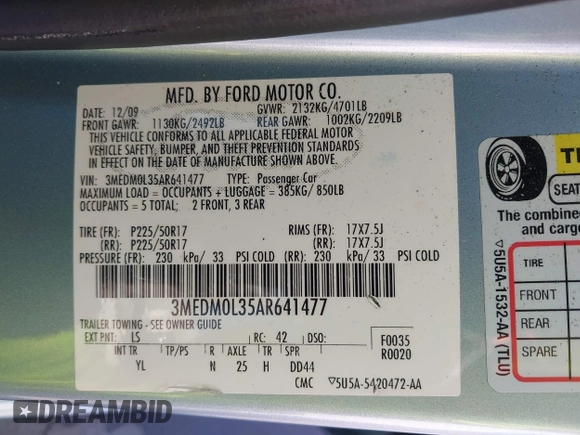 MFD. BY FORD MOTOR CO.
DATE: 12/09 GVWR: 2132KG/4701LB
FRONT GAWR: 1130KG/2492LB REAR GAWR: 1002KG/2209LB
THIS VEHICLE CONFORMS TO ALL APPLICABLE FEDERAL MOTOR
VEHICLE SAFETY, BUMPER, AND THEFT PREVENTION STANDARDS
IN EFFECT ON THE DATE OF MANUFACTURE SHOWN ABOVE.
VIN: 3MEDM0L35AR641477 TYPE: Passenger Car
MAXIMUM LOAD = OCCUPANTS + LUGGAGE = 385KG/ 850LB
OCCUPANTS = 5 TOTAL; 2 FRONT, 3 REAR
TIRE (FR): P225/50R17 RIMS (FR): 17X7.5J
(RR): P225/50R17 (RR): 17X7.5J
PRESSURE (FR): 230 kPa/ 33 PSI COLD (RR): 230 kPa/ 33 PSI COLD
3MEDM0L35AR641477
TRAILER TOWING - SEE OWNER GUIDE
EXT PNT: LS RC: 42 DSO: F0035
INT TR TP/PS R AXLE TR SPR R0020
YL N 25 H DD44
CMC ▽5U5A-5420472-AA
SEAT
The combine
and cargo
TIRE
FRONT
REAR
SPARE
▽5U5A-1532-AA (TLU)
DREAMBID